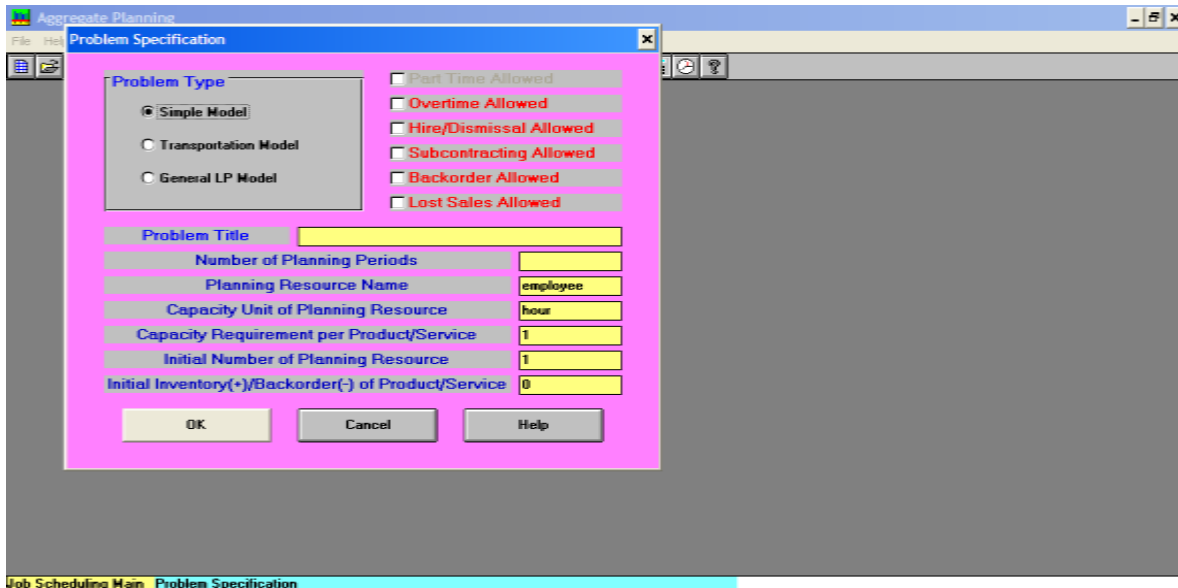 Aggregate Planning
File Hel
Problem Specification
Problem Type
Simple Model
Transportation Model
General LP Model
Part Time Allowed
Overtime Allowed
Hire/Dismissal Allowed
Subcontracting Allowed
Backorder Allowed
Lost Sales Allowed
Problem Title
Number of Planning Periods
Planning Resource Name employee
Capacity Unit of Planning Resource hour
Capacity Requirement per Product/Service 1
Initial Number of Planning Resource 1
Initial Inventory(+)/Backorder(-) of Product/Service 0
OK Cancel Help
Job Scheduling Main Problem Specification